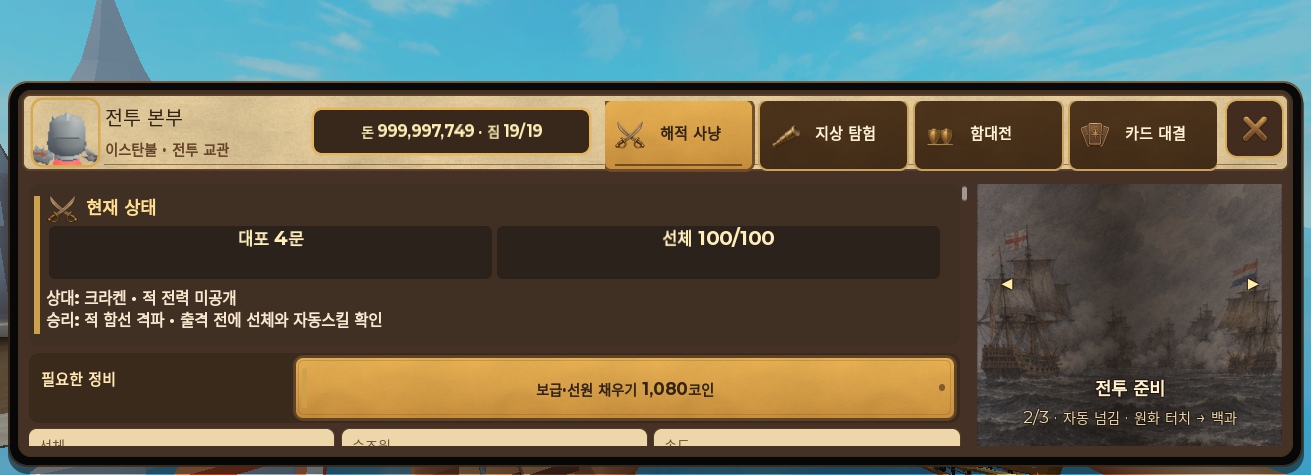 전투 본부
이스탄불 • 전투 교관
돈 999,997,749 · 짐 19/19
해적 사냥
지상 탐험
함대전
카드 대결
현재 상태
대포 4문
선체 100/100
상대: 크라켄 • 적 전력 미공개
승리: 적 함선 격파 • 출격 전에 선체와 자동스킬 확인
필요한 정비
보급·선원 채우기 1,080코인
전투 준비
2/3 · 자동 넘김 · 원화 터치 → 백과
선체
속도